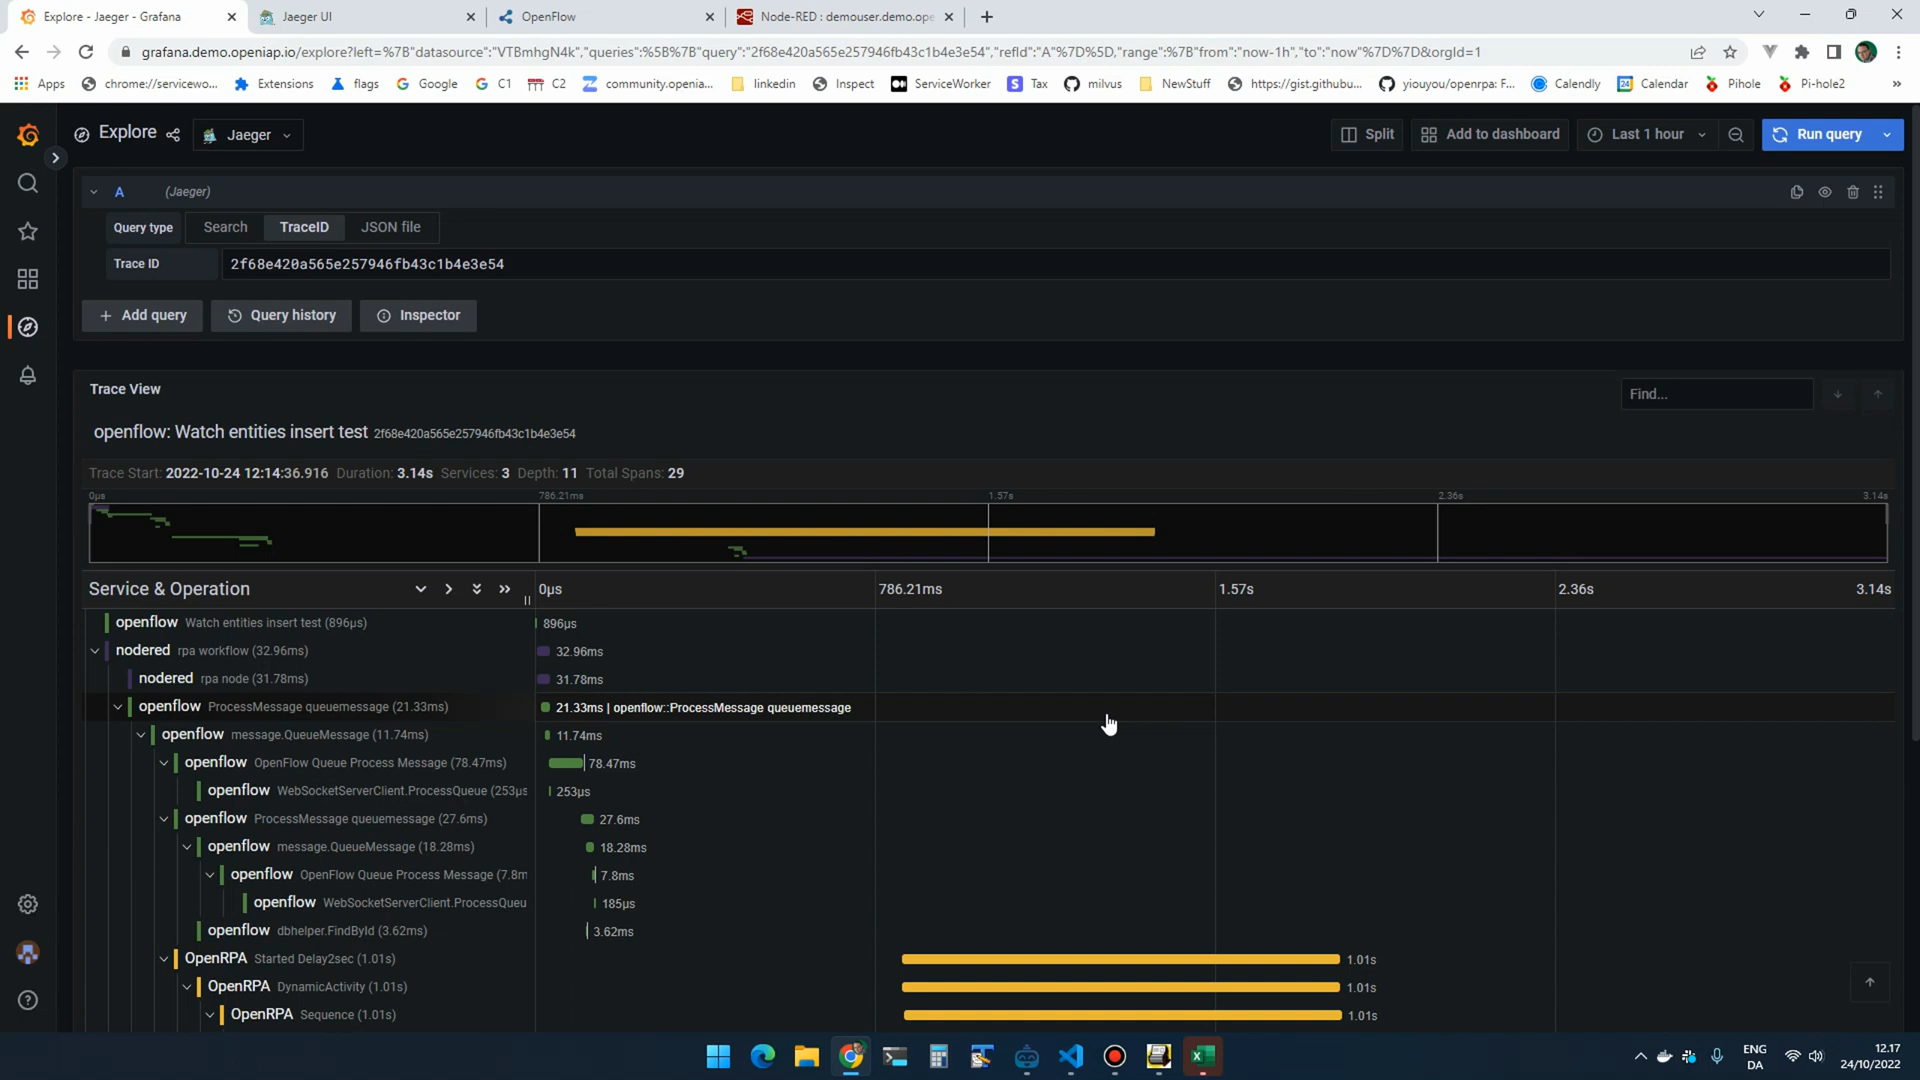 Explore - Jaeger - Grafana
Jaeger UI
OpenFlow
Node-RED : demouser.demo.ope
grafana.demo.openiap.io/explore?left=%7B"datasource":"VTBmhgN4k","queries":%5B%7B"query":"2f68e420a565e257946fb43c1b4e3e54","refId":"A"%7D%5D,"range":%7B"from":"now-1h","to":"now"%7D%7D&orgId=1
Apps
chrome://servicewo...
Extensions
flags
Google
C1
C2
community.openia...
linkedin
Inspect
ServiceWorker
Tax
milvus
NewStuff
https://gist.githubu...
yiouyou/openrpa: F...
Calendly
Calendar
Pihole
Pi-hole2
Explore
Jaeger
Split
Add to dashboard
Last 1 hour
Run query
A (Jaeger)
Query type
Search
TraceID
JSON file
Trace ID
2f68e420a565e257946fb43c1b4e3e54
Add query
Query history
Inspector
Trace View
Find...
openflow: Watch entities insert test 2f68e420a565e257946fb43c1b4e3e54
Trace Start: 2022-10-24 12:14:36.916 Duration: 3.14s Services: 3 Depth: 11 Total Spans: 29
0μs 786.21ms 1.57s 2.36s 3.14s
Service & Operation
0μs 786.21ms 1.57s 2.36s 3.14s
openflow Watch entities insert test (896μs) 896μs
nodered rpa workflow (32.96ms) 32.96ms
nodered rpa node (31.78ms) 31.78ms
openflow ProcessMessage queuemessage (21.33ms) 21.33ms | openflow::ProcessMessage queuemessage
openflow message.QueueMessage (11.74ms) 11.74ms
openflow OpenFlow Queue Process Message (78.47ms) 78.47ms
openflow WebSocketServerClient.ProcessQueue (253μs 253μs
openflow ProcessMessage queuemessage (27.6ms) 27.6ms
openflow message.QueueMessage (18.28ms) 18.28ms
openflow OpenFlow Queue Process Message (7.8m 7.8ms
openflow WebSocketServerClient.ProcessQueu 185μs
openflow dbhelper.FindById (3.62ms) 3.62ms
OpenRPA Started Delay2sec (1.01s) 1.01s
OpenRPA DynamicActivity (1.01s) 1.01s
OpenRPA Sequence (1.01s) 1.01s
ENG
DA
12.17
24/10/2022